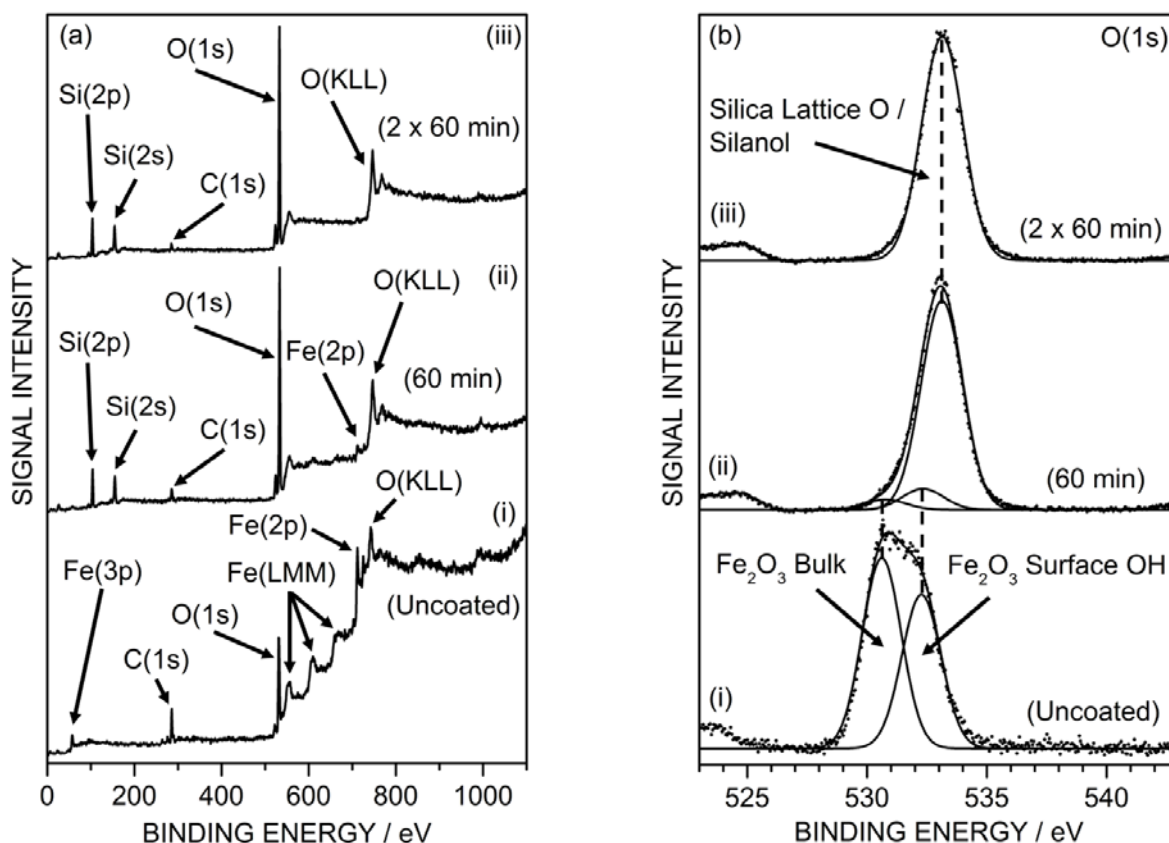 (a)
(iii)
O(1s)
O(KLL)
Si(2p)
(2 x 60 min)
Si(2s)
C(1s)
(ii)
O(KLL)
O(1s)
Si(2p)
Fe(2p)
(60 min)
Si(2s)
C(1s)
O(KLL)
(i)
Fe(2p)
Fe(3p)
Fe(LMM)
(Uncoated)
O(1s)
C(1s)
0 200 400 600 800 1000
BINDING ENERGY / eV
SIGNAL INTENSITY
(b)
O(1s)
Silica Lattice O /
Silanol
(iii)
(2 x 60 min)
(ii)
(60 min)
Fe₂O₃ Bulk
Fe₂O₃ Surface OH
(i)
(Uncoated)
525 530 535 540
BINDING ENERGY / eV
SIGNAL INTENSITY